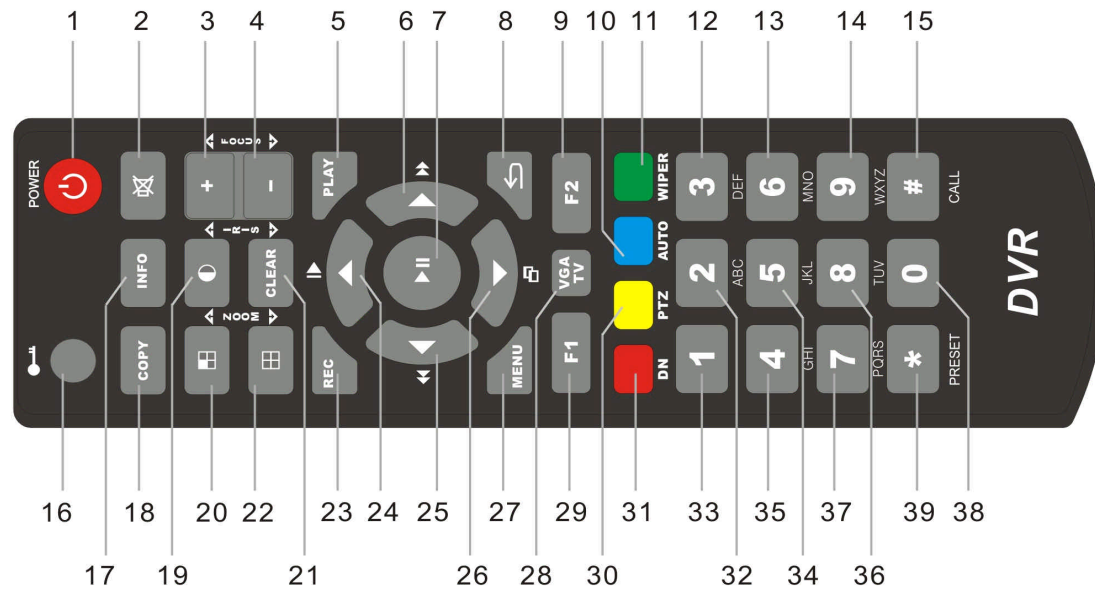 1 2 3 4 5 6 7 8 9 10 11 12 13 14 15
POWER
FOCUS
+
-
PLAY
F2
WIPER
3
DEF
6
MNO
9
WXYZ
#
CALL
INFO
IRIS
CLEAR
VGA
TV
AUTO
PTZ
2
ABC
5
JKL
8
TUV
0
DVR
COPY
ZOOM
REC
MENU
F1
DN
1
4
GHI
7
PQRS
*
PRESET
16 18 20 22 23 24 25 27 29 31 33 35 37 39 38
17 19 21 26 28 30 32 34 36